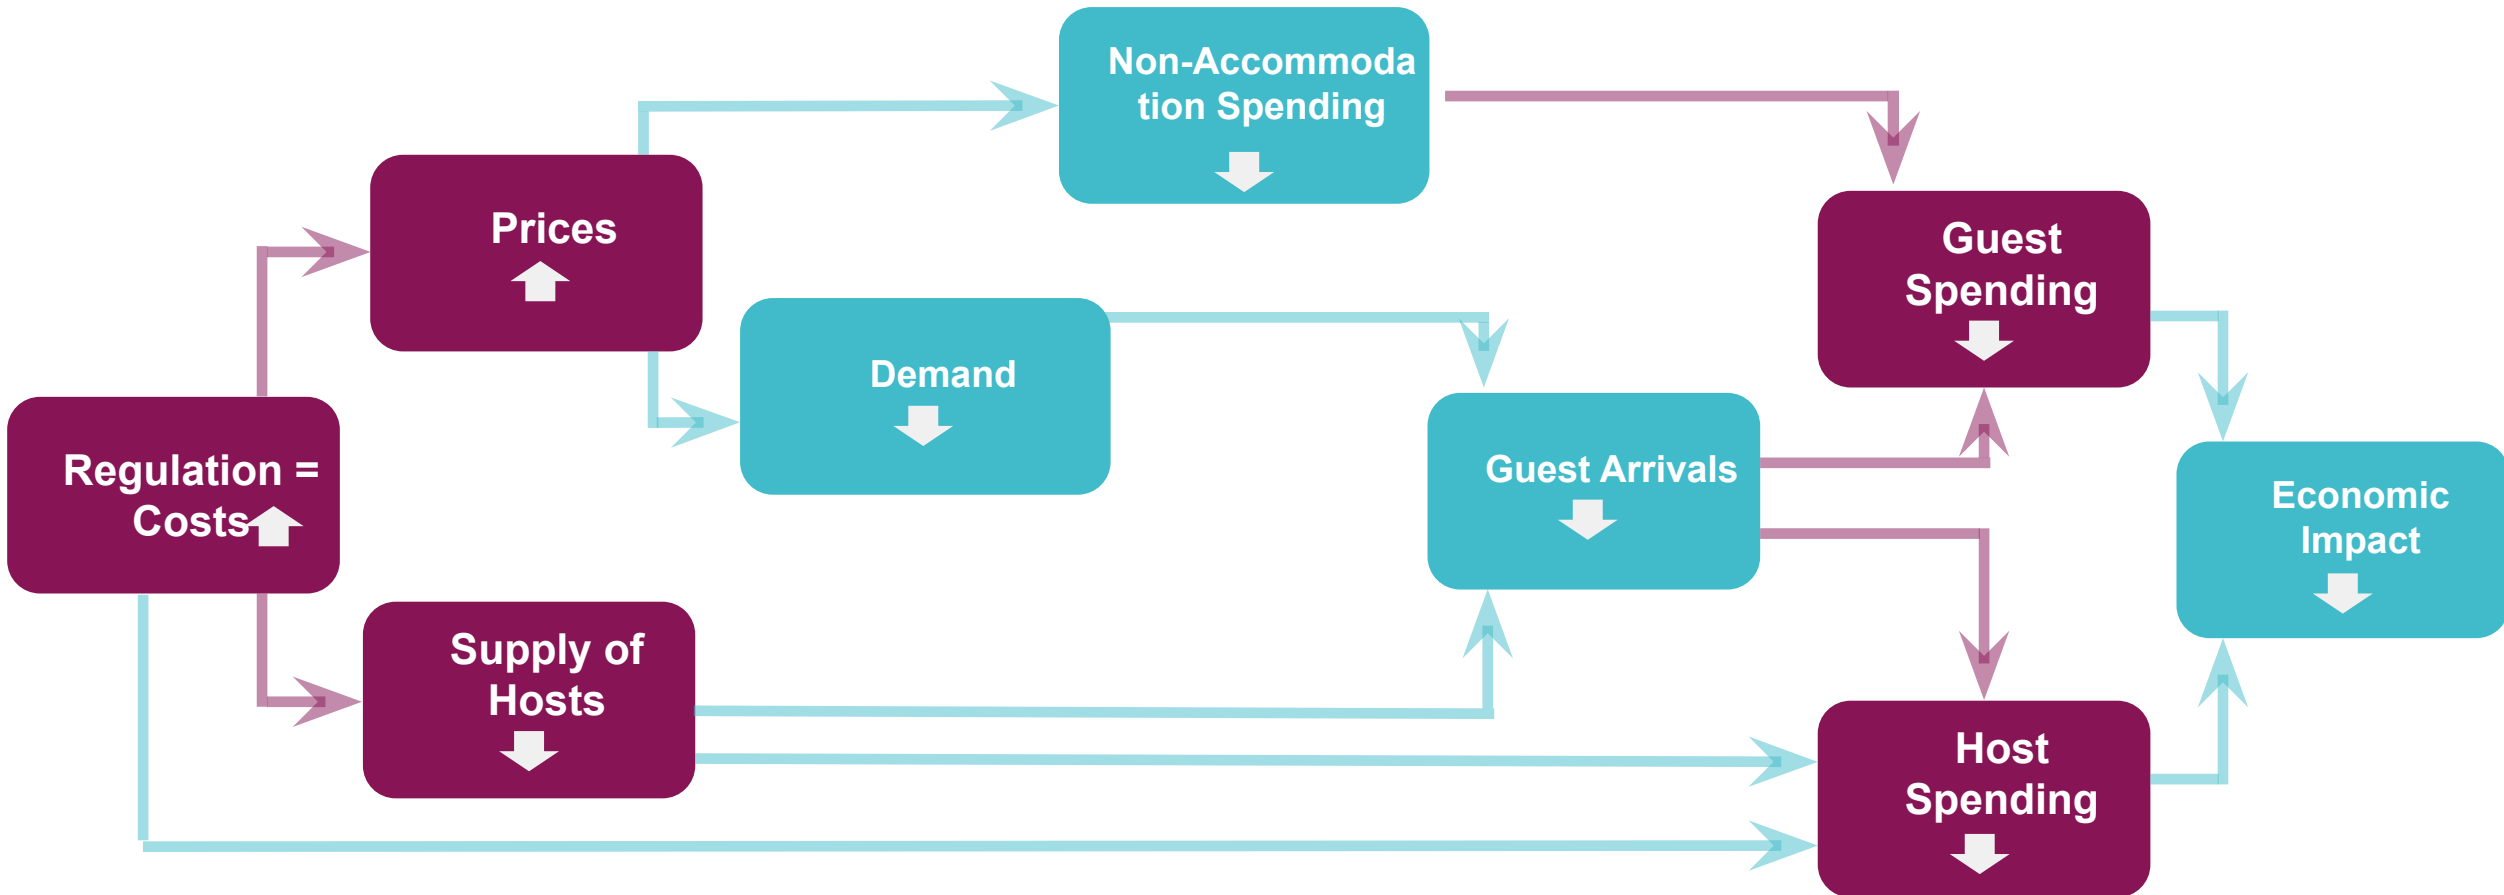 Non-Accommoda
tion Spending
Prices
Guest
Spending
Demand
Regulation =
Costs
Guest Arrivals
Economic
Impact
Supply of
Hosts
Host
Spending